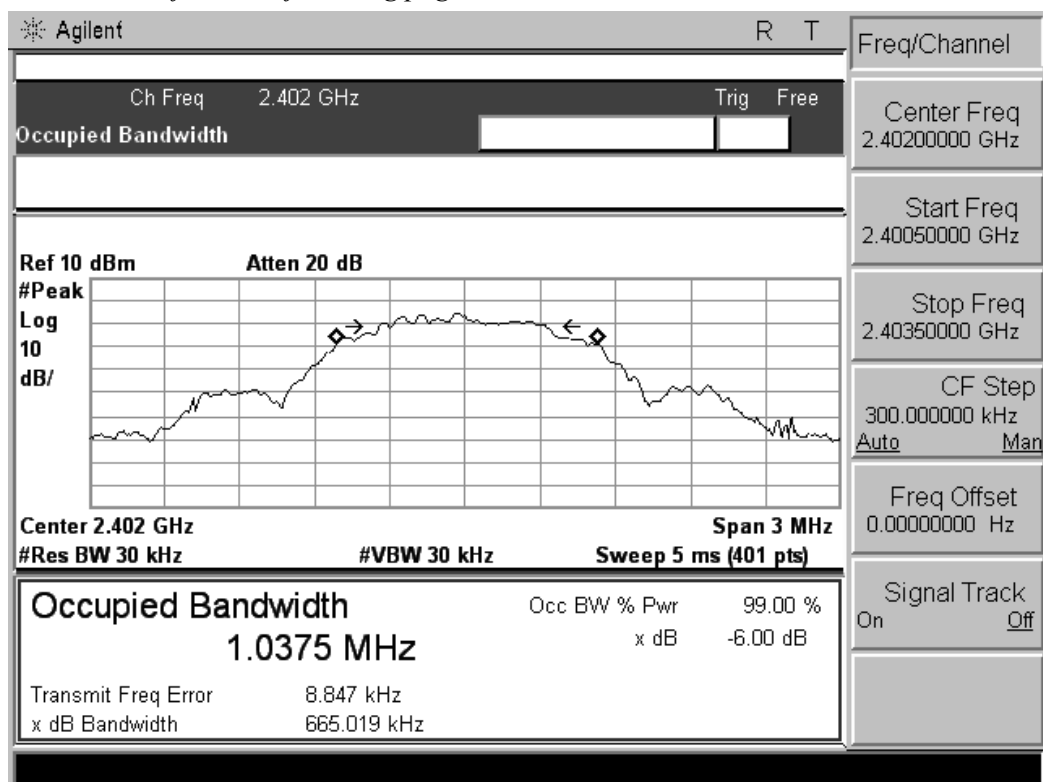 Agilent R T
Freq/Channel
Ch Freq 2.402 GHz Trig Free
Occupied Bandwidth
Center Freq
2.40200000 GHz
Start Freq
2.40050000 GHz
Stop Freq
2.40350000 GHz
CF Step
300.000000 kHz
Auto Man
Freq Offset
0.00000000 Hz
Signal Track
On Off
Ref 10 dBm Atten 20 dB
#Peak
Log
10
dB/
Center 2.402 GHz Span 3 MHz
#Res BW 30 kHz #VBW 30 kHz Sweep 5 ms (401 pts)
Occupied Bandwidth
1.0375 MHz
Occ BW % Pwr 99.00 %
x dB -6.00 dB
Transmit Freq Error 8.847 kHz
x dB Bandwidth 665.019 kHz